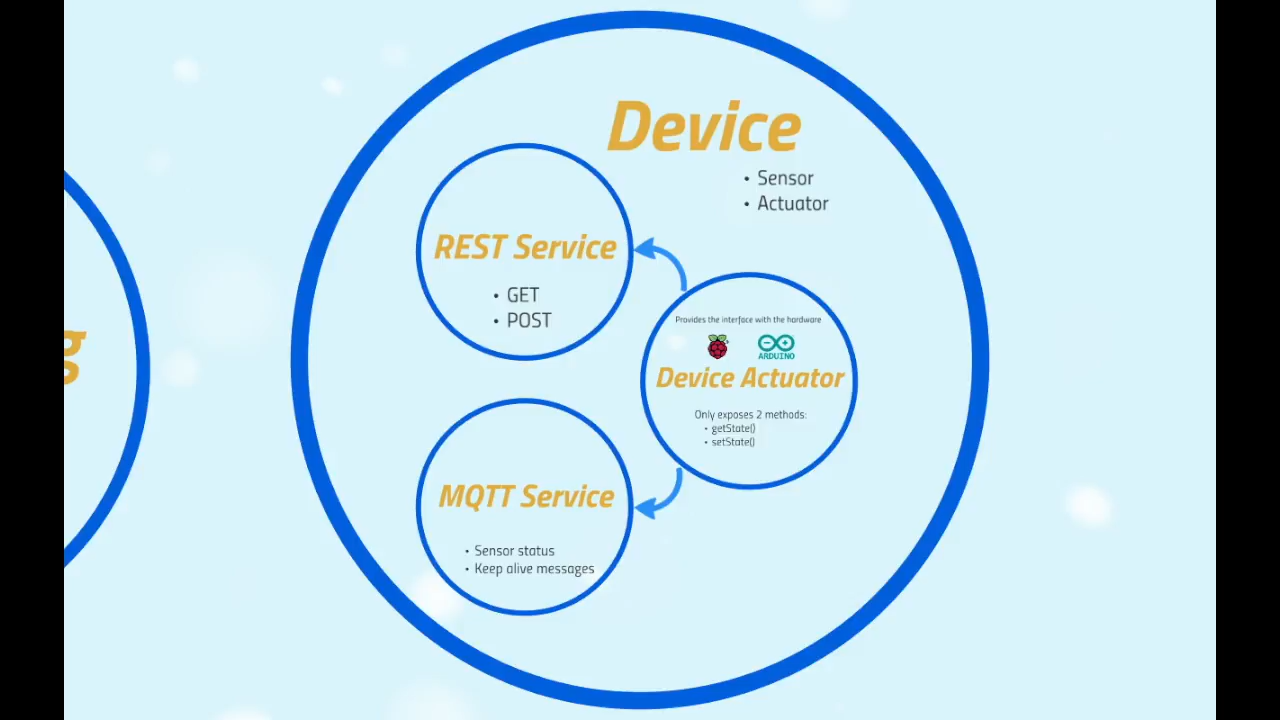 Device
• Sensor
• Actuator
REST Service
• GET
• POST
Provides the interface with the hardware
ARDUINO
Device Actuator
Only exposes 2 methods:
• getState()
• setState()
MQTT Service
• Sensor status
• Keep alive messages
g